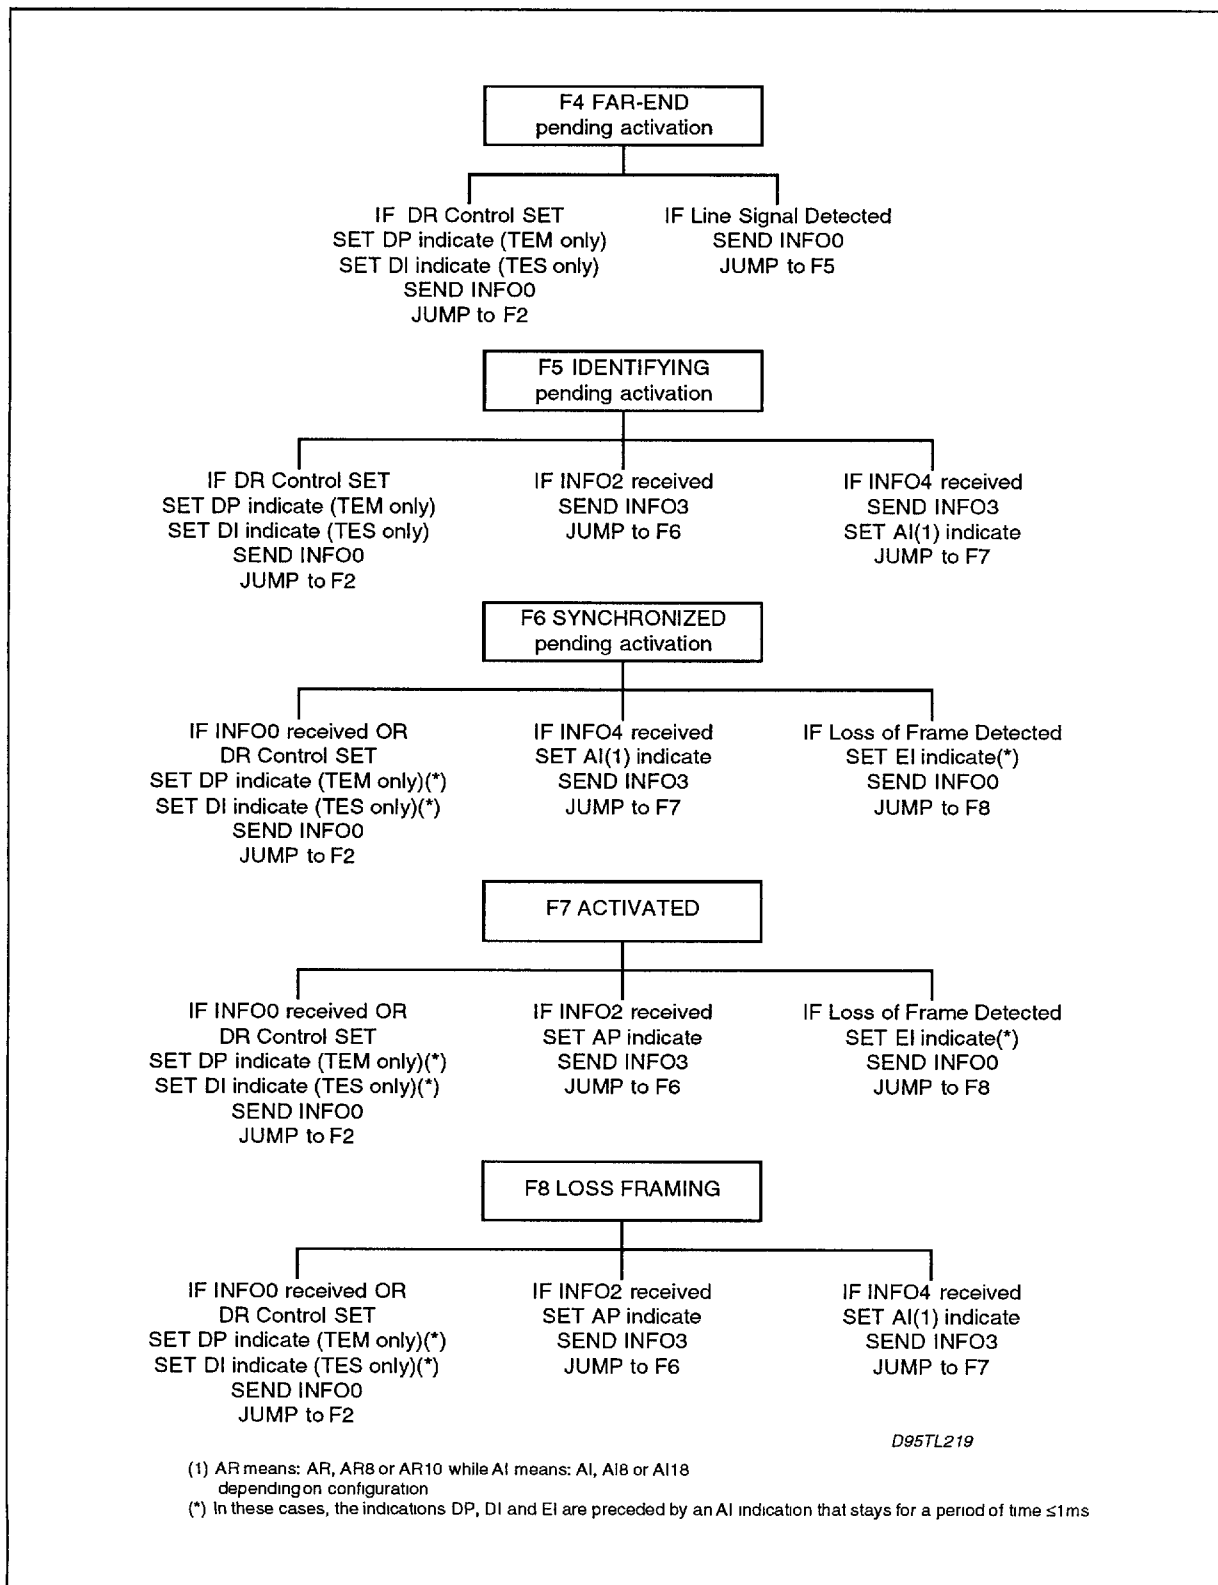 F4 FAR-END
pending activation
IF DR Control SET
SET DP indicate (TEM only)
SET DI indicate (TES only)
SEND INFO0
JUMP to F2
IF Line Signal Detected
SEND INFO0
JUMP to F5
F5 IDENTIFYING
pending activation
IF DR Control SET
SET DP indicate (TEM only)
SET DI indicate (TES only)
SEND INFO0
JUMP to F2
IF INFO2 received
SEND INFO3
JUMP to F6
IF INFO4 received
SEND INFO3
SET AI(1) indicate
JUMP to F7
F6 SYNCHRONIZED
pending activation
IF INFO0 received OR
DR Control SET
SET DP indicate (TEM only)(*)
SET DI indicate (TES only)(*)
SEND INFO0
JUMP to F2
IF INFO4 received
SET AI(1) indicate
SEND INFO3
JUMP to F7
IF Loss of Frame Detected
SET EI indicate(*)
SEND INFO0
JUMP to F8
F7 ACTIVATED
IF INFO0 received OR
DR Control SET
SET DP indicate (TEM only)(*)
SET DI indicate (TES only)(*)
SEND INFO0
JUMP to F2
IF INFO2 received
SET AP indicate
SEND INFO3
JUMP to F6
IF Loss of Frame Detected
SET EI indicate(*)
SEND INFO0
JUMP to F8
F8 LOSS FRAMING
IF INFO0 received OR
DR Control SET
SET DP indicate (TEM only)(*)
SET DI indicate (TES only)(*)
SEND INFO0
JUMP to F2
IF INFO2 received
SET AP indicate
SEND INFO3
JUMP to F6
IF INFO4 received
SET AI(1) indicate
SEND INFO3
JUMP to F7
D95TL219
(1) AR means: AR, AR8 or AR10 while AI means: AI, AI8 or AI18
depending on configuration
(*) In these cases, the indications DP, DI and EI are preceded by an AI indication that stays for a period of time ≤1ms